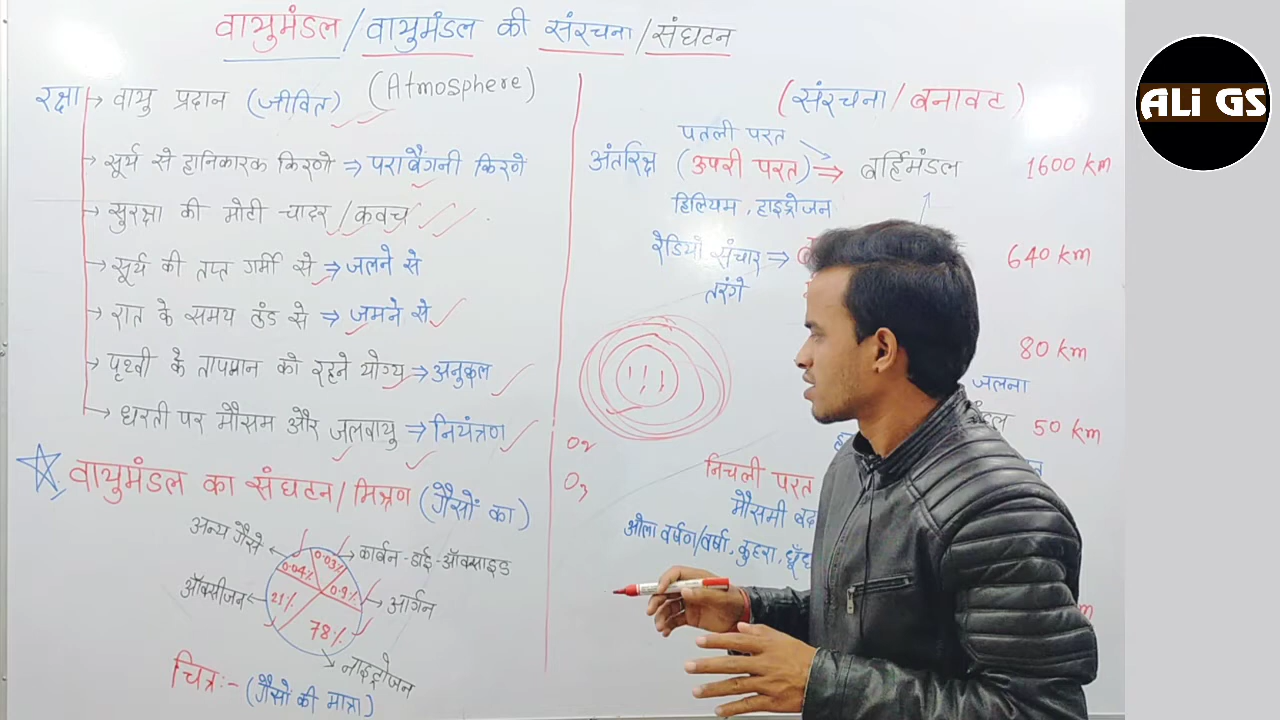 वायुमंडल/वायुमंडल की संरचना/संघटन
(Atmosphere)
रक्षा → वायु प्रदान (जीवित)
→ सूर्य से हानिकारक किरणो ⇒ पराबैंगनी किरणे
→ सुरक्षा की मोटी चादर/कवच
→ सूर्य की तप्त गर्मी से ⇒ जलने से
→ रात के समय ठंड से ⇒ जमने से
→ पृथ्वी के तापमान को रहने योग्य ⇒ अनुकूल
→ धरती पर मौसम और जलवायु ⇒ नियंत्रण
वायुमंडल का संघटन/मिश्रण (गैसों का)
अन्य गैसे
0.03%
कार्बन-डाई-ऑक्साइड
0.04%
ऑक्सीजन
21%
0.9%
आर्गन
78%
नाइट्रोजन
चित्र:- (गैसो की मात्रा)
(संरचना/बनावट)
पतली परत
अंतरिक्ष (ऊपरी परत) ⇒ बर्हिमंडल 1600 km
हिलियम, हाइड्रोजन
रेडियो संचार ⇒ 640 km
तरंगे
80 km
जलना
50 km
O2
O3
निचली परत
मौसमी
ओला वर्षण/वर्षा, कुहरा,
ALi GS